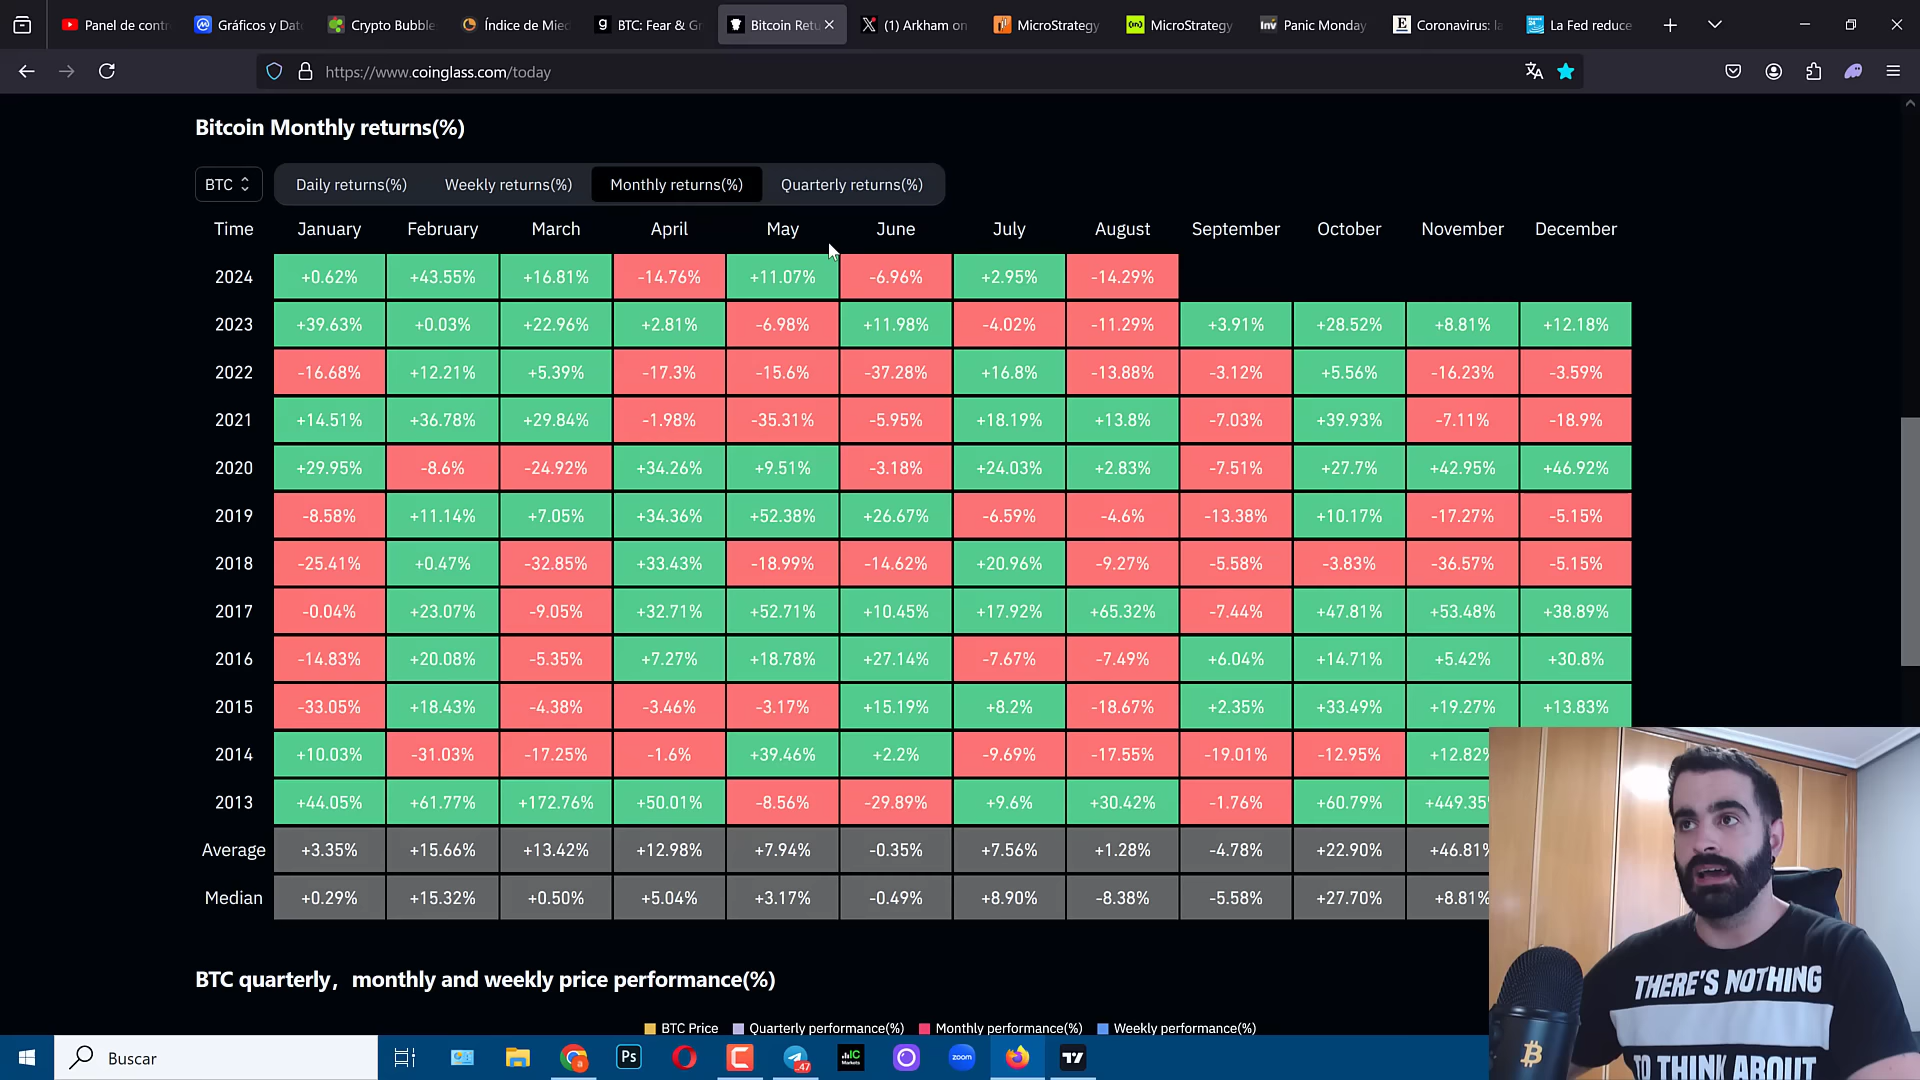 Panel de contr
Gráficos y Dato
Crypto Bubble
Índice de Mied
BTC: Fear & Gr
Bitcoin Retu
(1) Arkham on
MicroStrategy
MicroStrategy
Panic Monday
Coronavirus: la
La Fed reduce
https://www.coinglass.com/today
Bitcoin Monthly returns(%)
BTC Daily returns(%) Weekly returns(%) Monthly returns(%) Quarterly returns(%)
Time January February March April May June July August September October November December
2024 +0.62% +43.55% +16.81% -14.76% +11.07% -6.96% +2.95% -14.29%
2023 +39.63% +0.03% +22.96% +2.81% -6.98% +11.98% -4.02% -11.29% +3.91% +28.52% +8.81% +12.18%
2022 -16.68% +12.21% +5.39% -17.3% -15.6% -37.28% +16.8% -13.88% -3.12% +5.56% -16.23% -3.59%
2021 +14.51% +36.78% +29.84% -1.98% -35.31% -5.95% +18.19% +13.8% -7.03% +39.93% -7.11% -18.9%
2020 +29.95% -8.6% -24.92% +34.26% +9.51% -3.18% +24.03% +2.83% -7.51% +27.7% +42.95% +46.92%
2019 -8.58% +11.14% +7.05% +34.36% +52.38% +26.67% -6.59% -4.6% -13.38% +10.17% -17.27% -5.15%
2018 -25.41% +0.47% -32.85% +33.43% -18.99% -14.62% +20.96% -9.27% -5.58% -3.83% -36.57% -5.15%
2017 -0.04% +23.07% -9.05% +32.71% +52.71% +10.45% +17.92% +65.32% -7.44% +47.81% +53.48% +38.89%
2016 -14.83% +20.08% -5.35% +7.27% +18.78% +27.14% -7.67% -7.49% +6.04% +14.71% +5.42% +30.8%
2015 -33.05% +18.43% -4.38% -3.46% -3.17% +15.19% +8.2% -18.67% +2.35% +33.49% +19.27% +13.83%
2014 +10.03% -31.03% -17.25% -1.6% +39.46% +2.2% -9.69% -17.55% -19.01% -12.95% +12.82
2013 +44.05% +61.77% +172.76% +50.01% -8.56% -29.89% +9.6% +30.42% -1.76% +60.79% +449.35
Average +3.35% +15.66% +13.42% +12.98% +7.94% -0.35% +7.56% +1.28% -4.78% +22.90% +46.81
Median +0.29% +15.32% +0.50% +5.04% +3.17% -0.49% +8.90% -8.38% -5.58% +27.70% +8.81
BTC quarterly, monthly and weekly price performance(%)
BTC Price Quarterly performance(%) Monthly performance(%) Weekly performance(%)
Buscar
Ps
47
IC
Markets
zoom
THERE'S NOTHING
TO THINK ABOUT